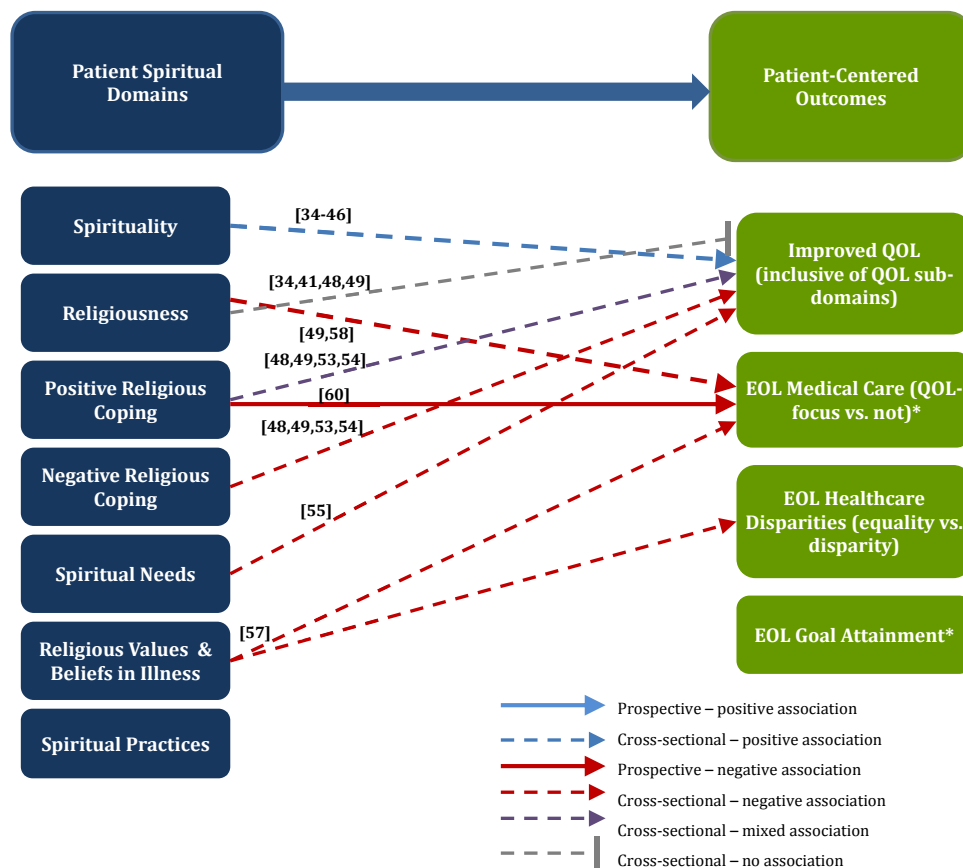 Patient Spiritual
Domains
Patient-Centered
Outcomes
Spirituality
[34-46]
Improved QOL
(inclusive of QOL sub-
domains)
[34,41,48,49]
Religiousness
[49,58]
[48,49,53,54]
Positive Religious
Coping
[60]
EOL Medical Care (QOL-
focus vs. not)*
[48,49,53,54]
Negative Religious
Coping
EOL Healthcare
Disparities (equality vs.
disparity)
[55]
Spiritual Needs
[57]
Religious Values &
Beliefs in Illness
EOL Goal Attainment*
Spiritual Practices
Prospective – positive association
Cross-sectional – positive association
Prospective – negative association
Cross-sectional – negative association
Cross-sectional – mixed association
Cross-sectional – no association